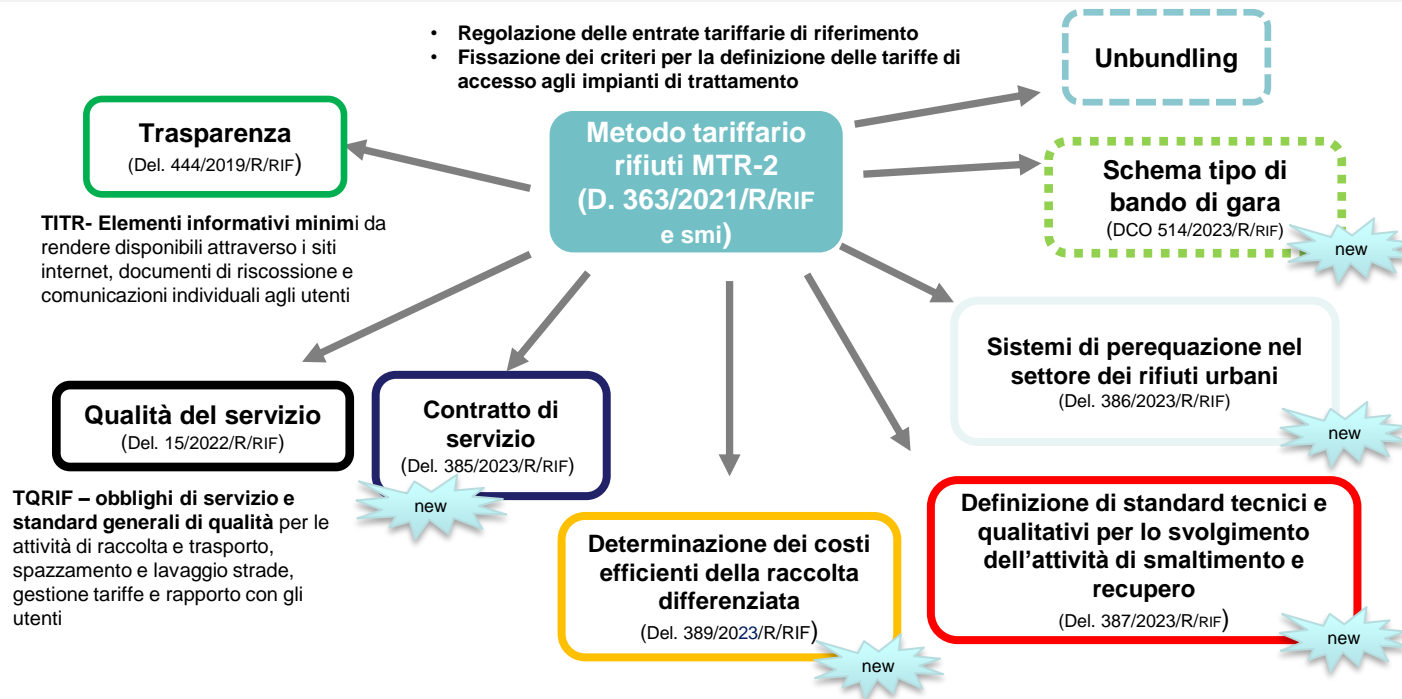 • Regolazione delle entrate tariffarie di riferimento
• Fissazione dei criteri per la definizione delle tariffe di
accesso agli impianti di trattamento
Unbundling
Trasparenza
(Del. 444/2019/R/RIF)
Metodo tariffario
rifiuti MTR-2
(D. 363/2021/R/RIF
e smi)
Schema tipo di
bando di gara
(DCO 514/2023/R/RIF)
new
TITR- Elementi informativi minimi da
rendere disponibili attraverso i siti
internet, documenti di riscossione e
comunicazioni individuali agli utenti
Sistemi di perequazione nel
settore dei rifiuti urbani
(Del. 386/2023/R/RIF)
new
Qualità del servizio
(Del. 15/2022/R/RIF)
Contratto di
servizio
(Del. 385/2023/R/RIF)
new
TQRIF – obblighi di servizio e
standard generali di qualità per le
attività di raccolta e trasporto,
spazzamento e lavaggio strade,
gestione tariffe e rapporto con gli
utenti
Determinazione dei costi
efficienti della raccolta
differenziata
(Del. 389/2023/R/RIF)
new
Definizione di standard tecnici e
qualitativi per lo svolgimento
dell’attività di smaltimento e
recupero
(Del. 387/2023/R/RIF)
new